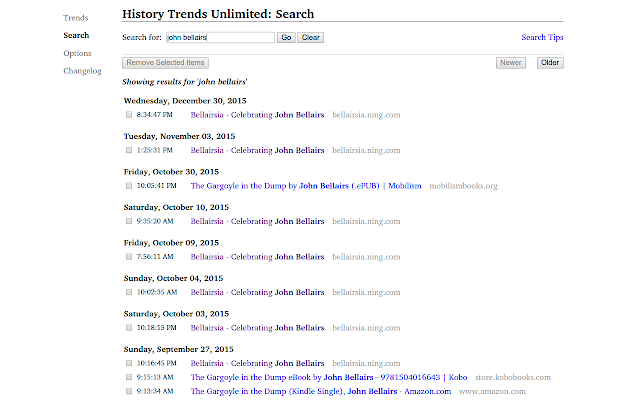 History Trends Unlimited: Search
Trends
Search
Options
Changelog
Search for: john bellairs Go Clear Search Tips
Remove Selected Items Newer Older
Showing results for 'john bellairs'
Wednesday, December 30, 2015
8:34:47 PM Bellairsia - Celebrating John Bellairs bellairsia.ning.com
Tuesday, November 03, 2015
1:25:31 PM Bellairsia - Celebrating John Bellairs bellairsia.ning.com
Friday, October 30, 2015
10:05:41 PM The Gargoyle in the Dump by John Bellairs (.ePUB) | Mobilism mobilismbooks.org
Saturday, October 10, 2015
9:35:20 AM Bellairsia - Celebrating John Bellairs bellairsia.ning.com
Friday, October 09, 2015
7:56:11 AM Bellairsia - Celebrating John Bellairs bellairsia.ning.com
Sunday, October 04, 2015
10:02:35 AM Bellairsia - Celebrating John Bellairs bellairsia.ning.com
Saturday, October 03, 2015
10:18:15 PM Bellairsia - Celebrating John Bellairs bellairsia.ning.com
Sunday, September 27, 2015
10:16:45 PM Bellairsia - Celebrating John Bellairs bellairsia.ning.com
9:15:13 AM The Gargoyle in the Dump eBook by John Bellairs - 9781504016643 | Kobo store.kobobooks.com
9:13:34 AM The Gargoyle in the Dump (Kindle Single), John Bellairs - Amazon.com www.amazon.com